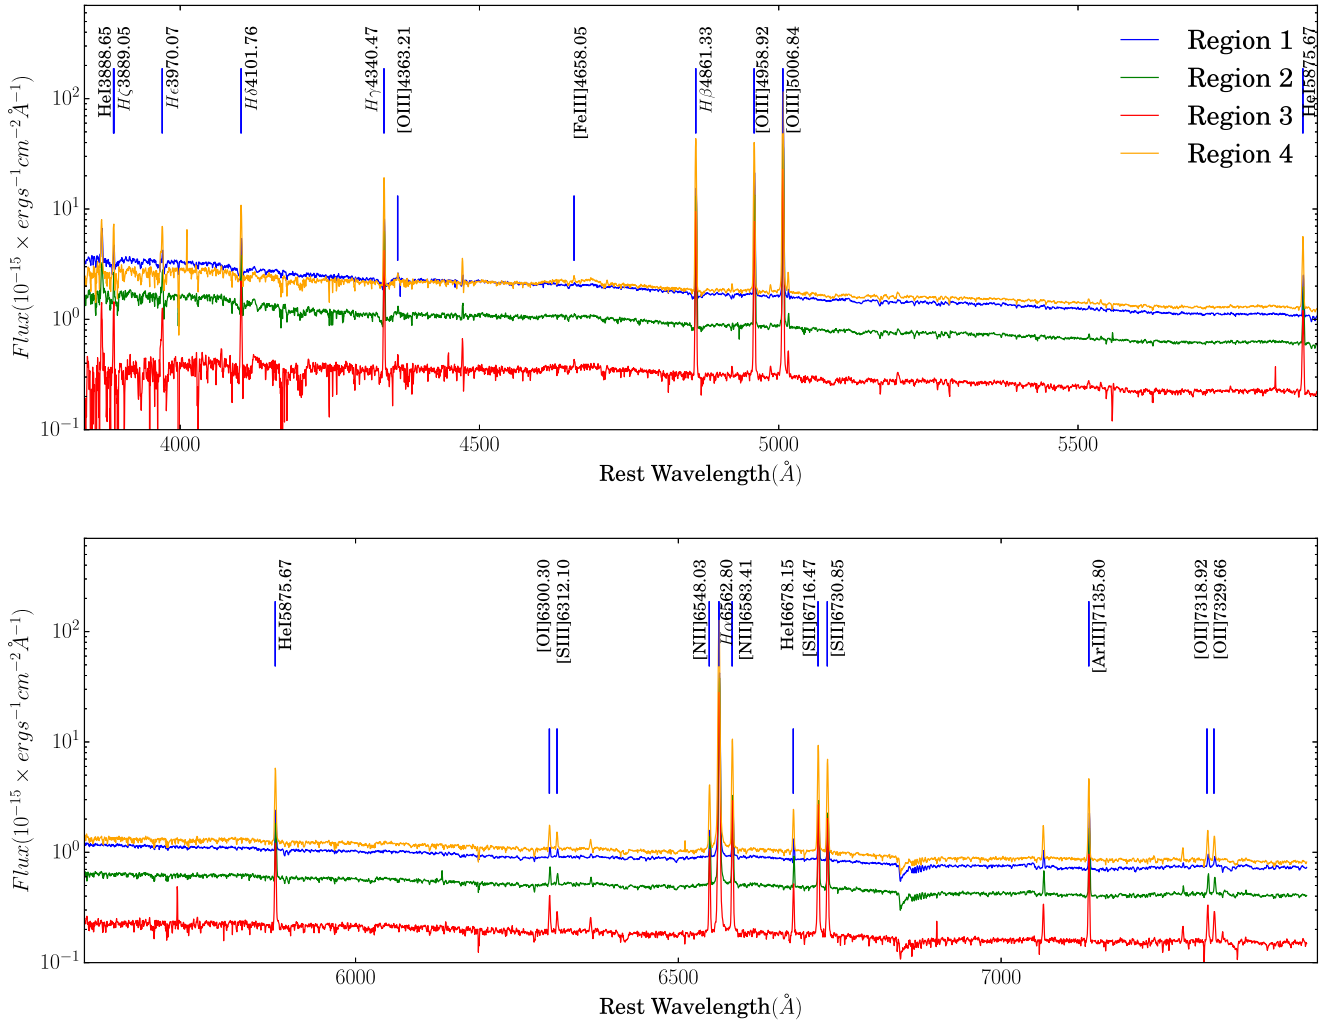 HeI3888.65
Hζ3889.05
Hϵ3970.07
Hδ4101.76
Hγ4340.47
[OIII]4363.21
[FeIII]4658.05
Hβ4861.33
[OIII]4958.92
[OIII]5006.84
HeI5875.67
Region 1
Region 2
Region 3
Region 4
Flux(10⁻¹⁵ × ergs⁻¹cm⁻²Å⁻¹)
10²
10¹
10⁰
10⁻¹
4000 4500 5000 5500
Rest Wavelength(Å)
HeI5875.67
[OI]6300.30
[SIII]6312.10
[NII]6548.03
Hα6562.80
[NII]6583.41
HeI6678.15
[SII]6716.47
[SII]6730.85
[ArIII]7135.80
[OII]7318.92
[OII]7329.66
Flux(10⁻¹⁵ × ergs⁻¹cm⁻²Å⁻¹)
10²
10¹
10⁰
10⁻¹
6000 6500 7000
Rest Wavelength(Å)